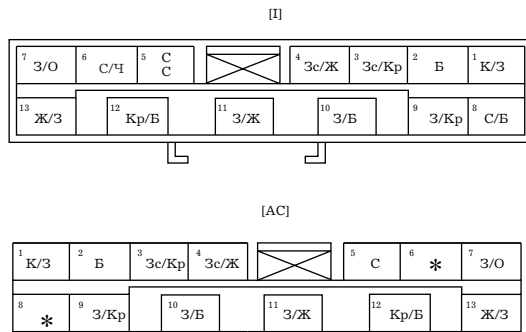 [I]
7 З/О 6 С/Ч 5 С С 4 Зс/Ж 3 Зс/Кр 2 Б 1 К/З
13 Ж/З 12 Кр/Б 11 З/Ж 10 З/Б 9 З/Кр 8 С/Б
[AC]
1 К/З 2 Б 3 Зс/Кр 4 Зс/Ж 5 С 6 * 7 З/О
8 * 9 З/Кр 10 З/Б 11 З/Ж 12 Кр/Б 13 Ж/З